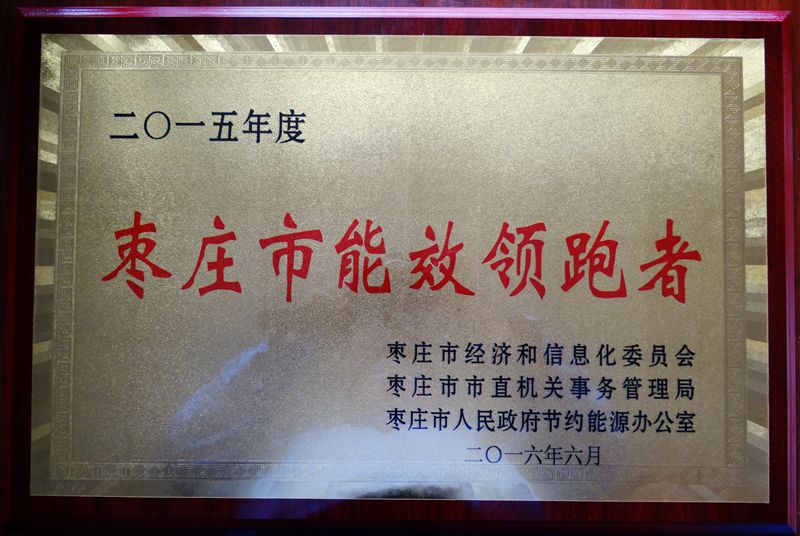 二〇一五年度
枣庄市能效领跑者
枣庄市经济和信息化委员会
枣庄市市直机关事务管理局
枣庄市人民政府节约能源办公室
二〇一六年六月